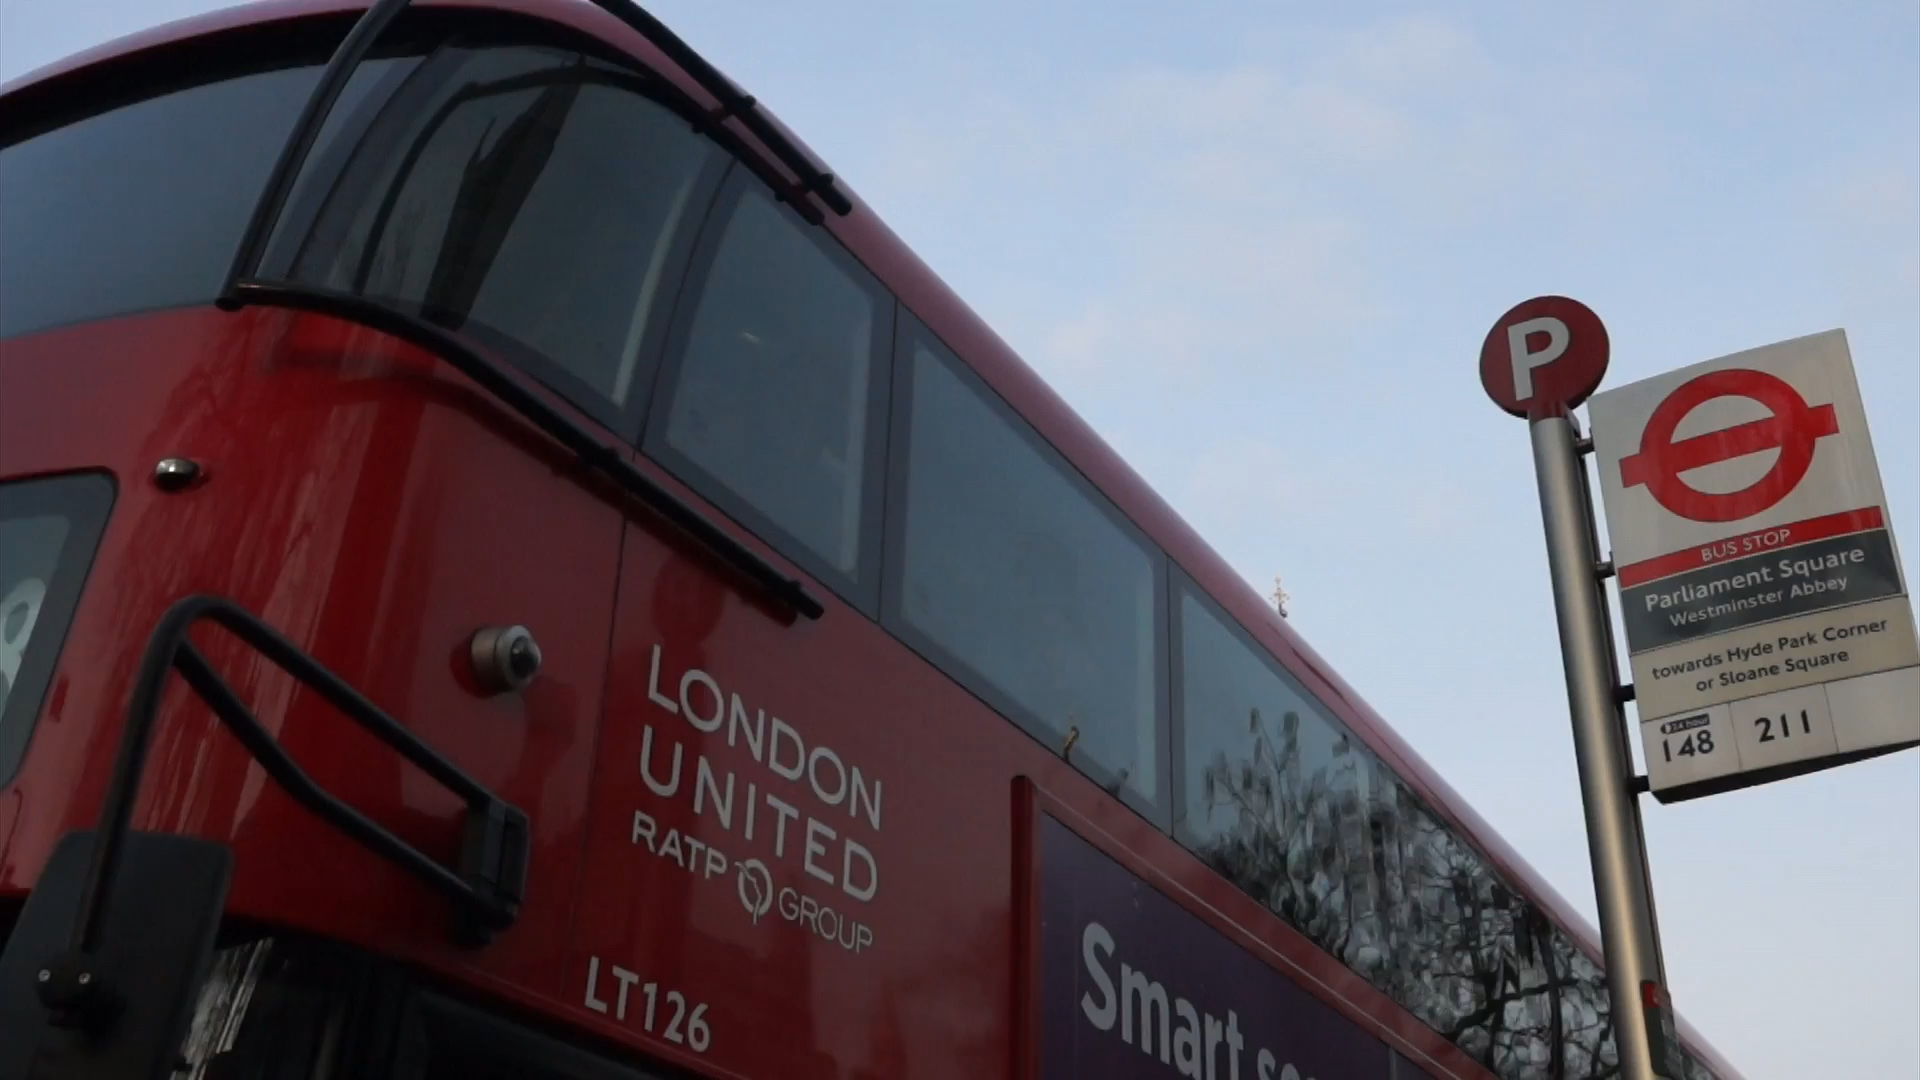 LONDON
UNITED
RATP GROUP
LT126
Smart
8
P
BUS STOP
Parliament Square
Westminster Abbey
towards Hyde Park Corner
or Sloane Square
24 hour
148
211